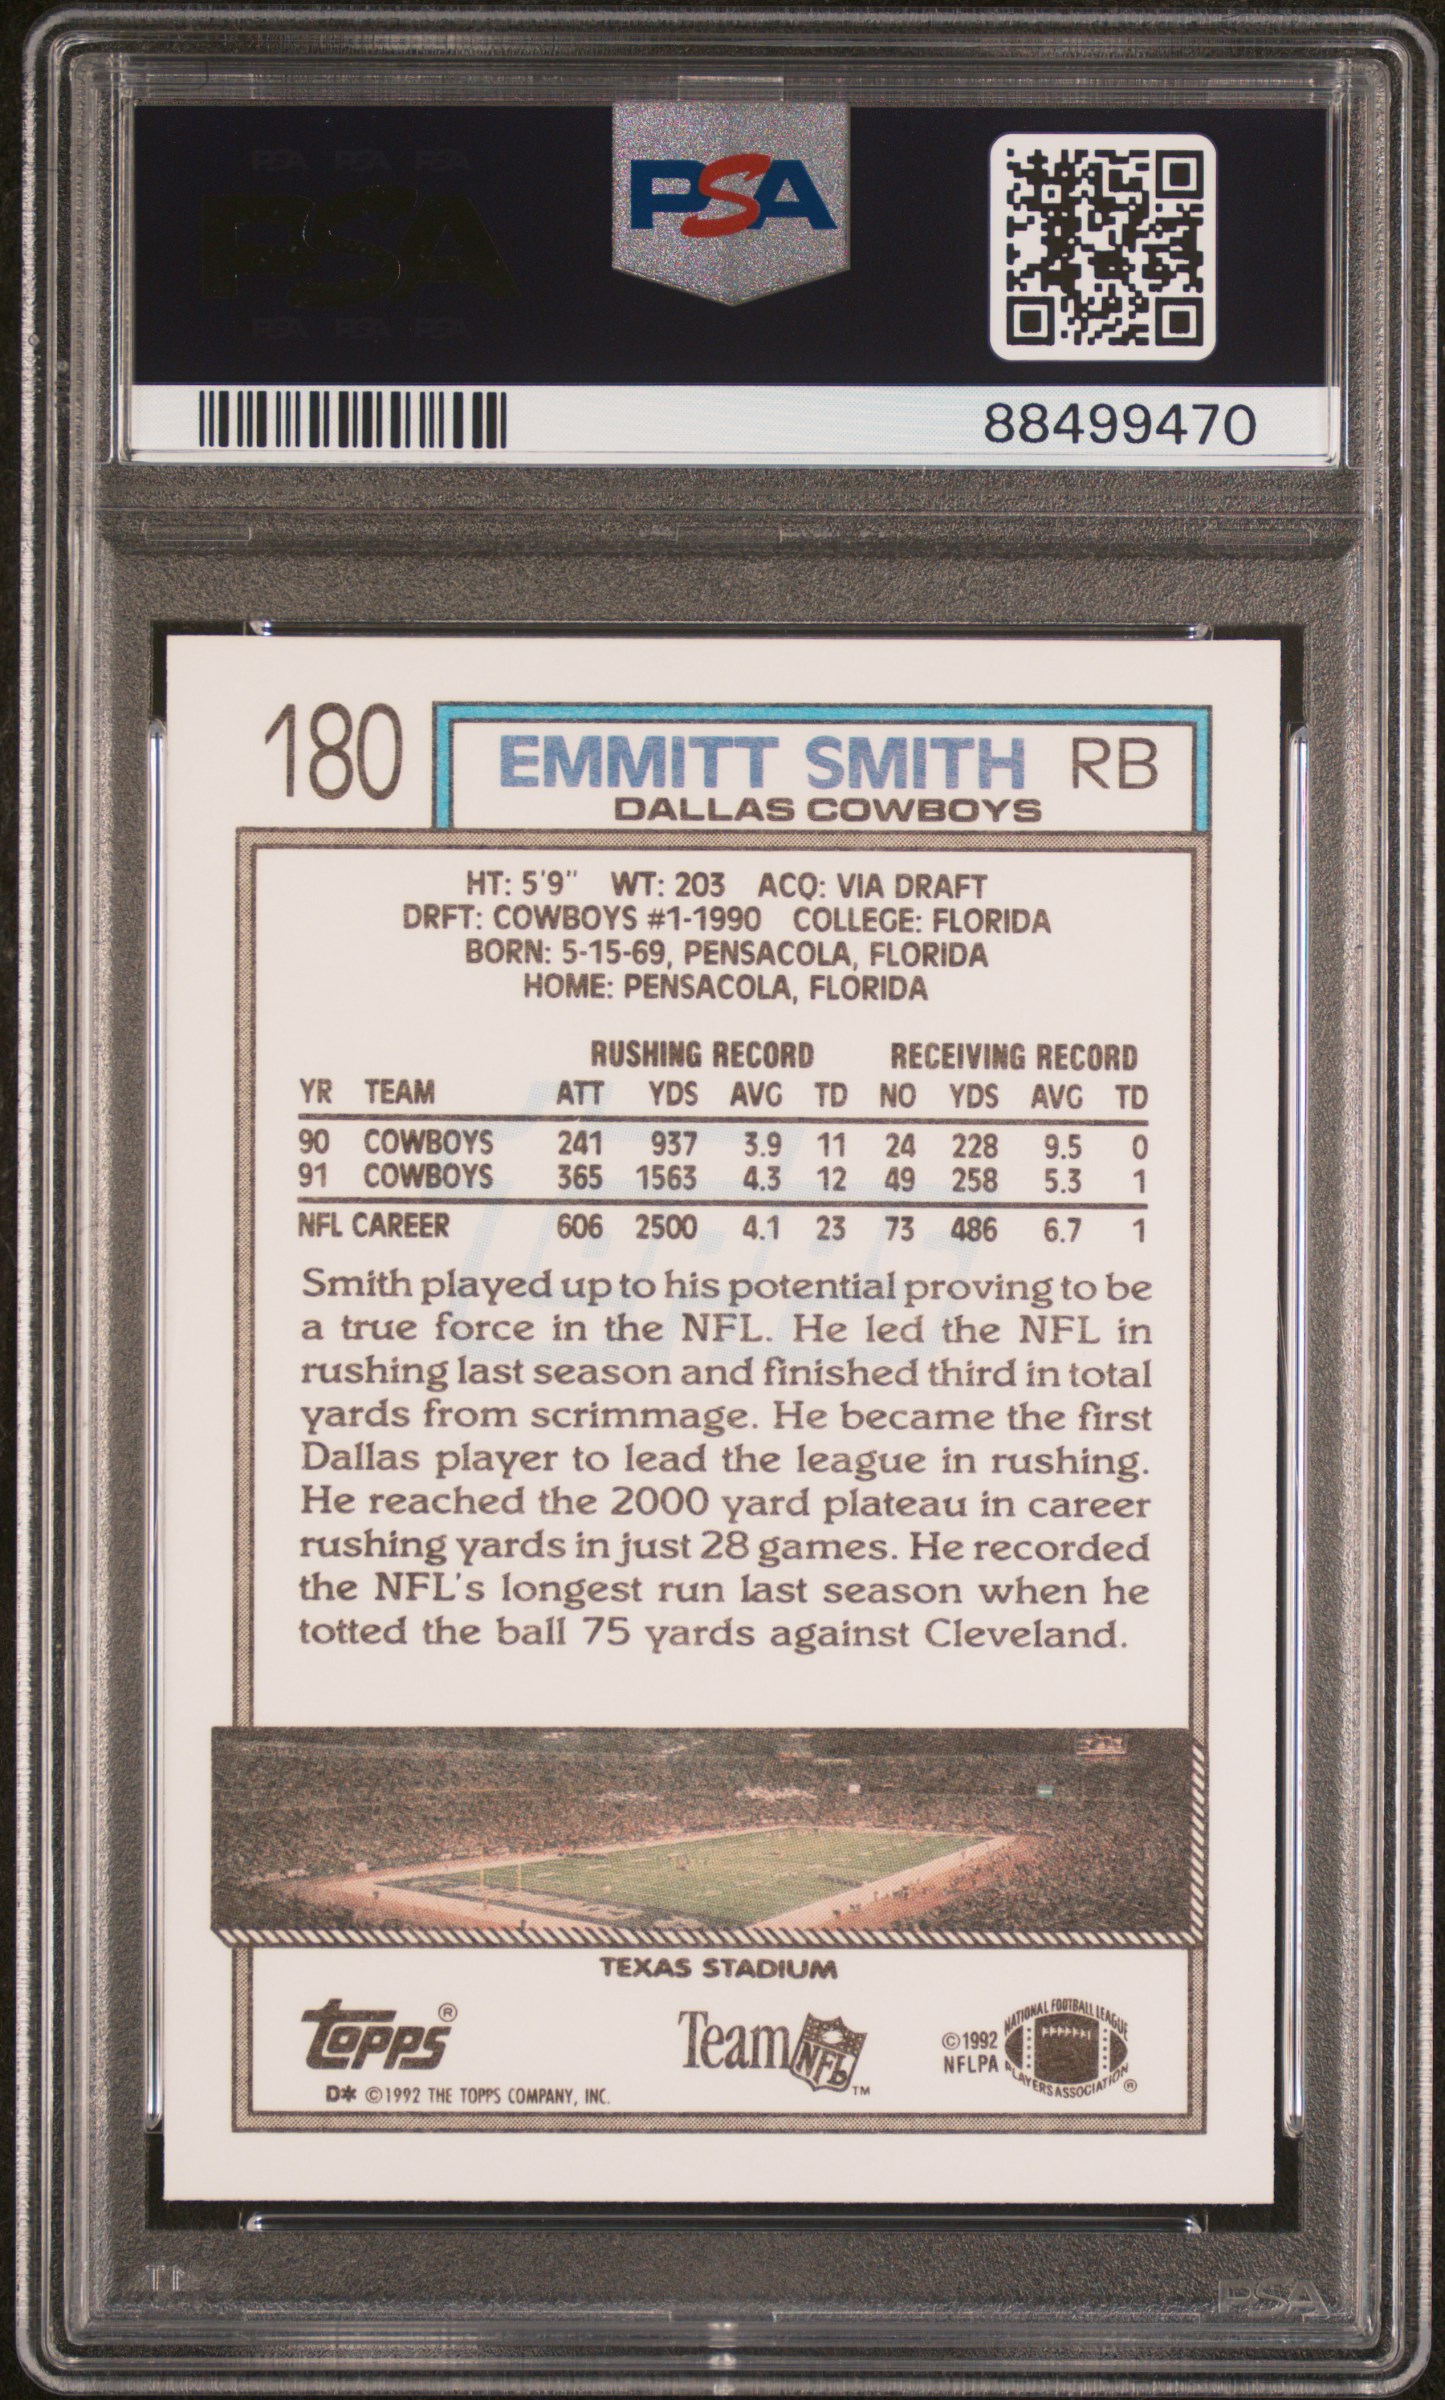 PSA PSA PSA
PSA
PSA PSA PSA
PSA
88499470
180
EMMITT SMITH RB
DALLAS COWBOYS
HT: 5'9" WT: 203 ACQ: VIA DRAFT
DRFT: COWBOYS #1-1990 COLLEGE: FLORIDA
BORN: 5-15-69, PENSACOLA, FLORIDA
HOME: PENSACOLA, FLORIDA
RUSHING RECORD RECEIVING RECORD
YR TEAM ATT YDS AVG TD NO YDS AVG TD
90 COWBOYS 241 937 3.9 11 24 228 9.5 0
91 COWBOYS 365 1563 4.3 12 49 258 5.3 1
NFL CAREER 606 2500 4.1 23 73 486 6.7 1
Smith played up to his potential proving to be
a true force in the NFL. He led the NFL in
rushing last season and finished third in total
yards from scrimmage. He became the first
Dallas player to lead the league in rushing.
He reached the 2000 yard plateau in career
rushing yards in just 28 games. He recorded
the NFL's longest run last season when he
totted the ball 75 yards against Cleveland.
TEXAS STADIUM
topps®
D* ©1992 THE TOPPS COMPANY, INC.
Team NFL™
©1992
NFLPA
NATIONAL FOOTBALL LEAGUE
PLAYERS ASSOCIATION®
PSA